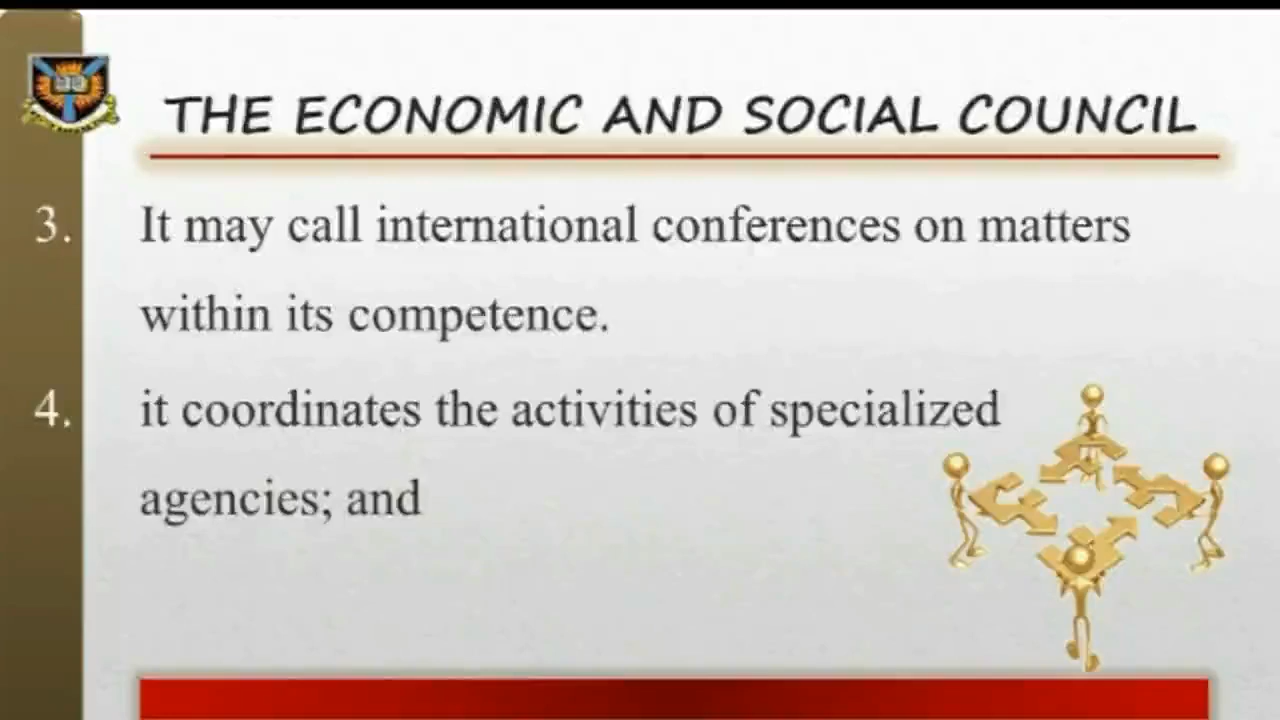 THE ECONOMIC AND SOCIAL COUNCIL
3. It may call international conferences on matters
within its competence.
4. it coordinates the activities of specialized
agencies; and